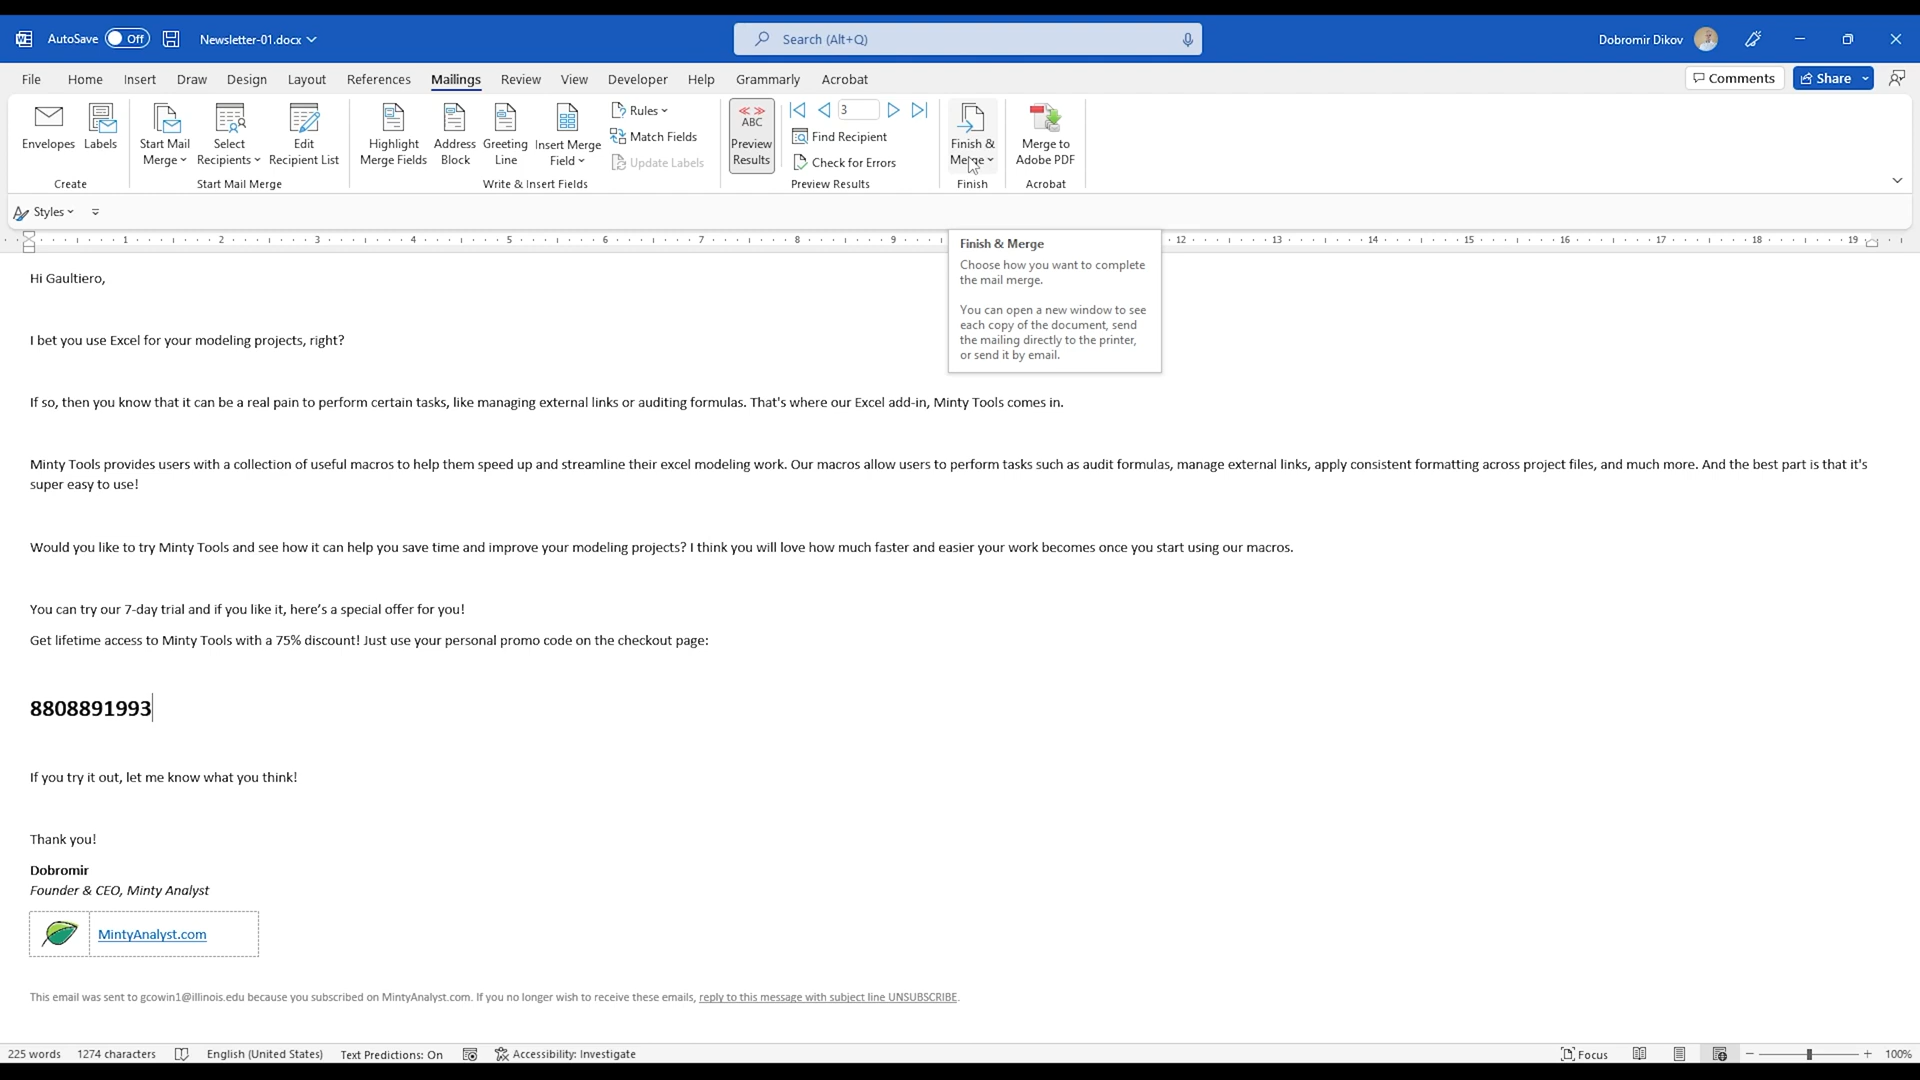 AutoSave Off Newsletter-01.docx Search (Alt+Q) Dobromir Dikov
File Home Insert Draw Design Layout References Mailings Review View Developer Help Grammarly Acrobat Comments Share
Envelopes Labels Start Mail Merge Select Recipients Edit Recipient List Highlight Merge Fields Address Block Greeting Line Insert Merge Field Rules Match Fields Update Labels ABC Preview Results 3 Find Recipient Check for Errors Finish & Merge Merge to Adobe PDF
Create Start Mail Merge Write & Insert Fields Preview Results Finish Acrobat
Styles
1 2 3 4 5 6 7 8 9 12 13 14 15 16 17 18 19
Finish & Merge
Choose how you want to complete
the mail merge.
You can open a new window to see
each copy of the document, send
the mailing directly to the printer,
or send it by email.
Hi Gaultiero,
I bet you use Excel for your modeling projects, right?
If so, then you know that it can be a real pain to perform certain tasks, like managing external links or auditing formulas. That's where our Excel add-in, Minty Tools comes in.
Minty Tools provides users with a collection of useful macros to help them speed up and streamline their excel modeling work. Our macros allow users to perform tasks such as audit formulas, manage external links, apply consistent formatting across project files, and much more. And the best part is that it's
super easy to use!
Would you like to try Minty Tools and see how it can help you save time and improve your modeling projects? I think you will love how much faster and easier your work becomes once you start using our macros.
You can try our 7-day trial and if you like it, here’s a special offer for you!
Get lifetime access to Minty Tools with a 75% discount! Just use your personal promo code on the checkout page:
8808891993
If you try it out, let me know what you think!
Thank you!
Dobromir
Founder & CEO, Minty Analyst
MintyAnalyst.com
This email was sent to gcowin1@illinois.edu because you subscribed on MintyAnalyst.com. If you no longer wish to receive these emails, reply to this message with subject line UNSUBSCRIBE.
225 words 1274 characters English (United States) Text Predictions: On Accessibility: Investigate Focus 100%